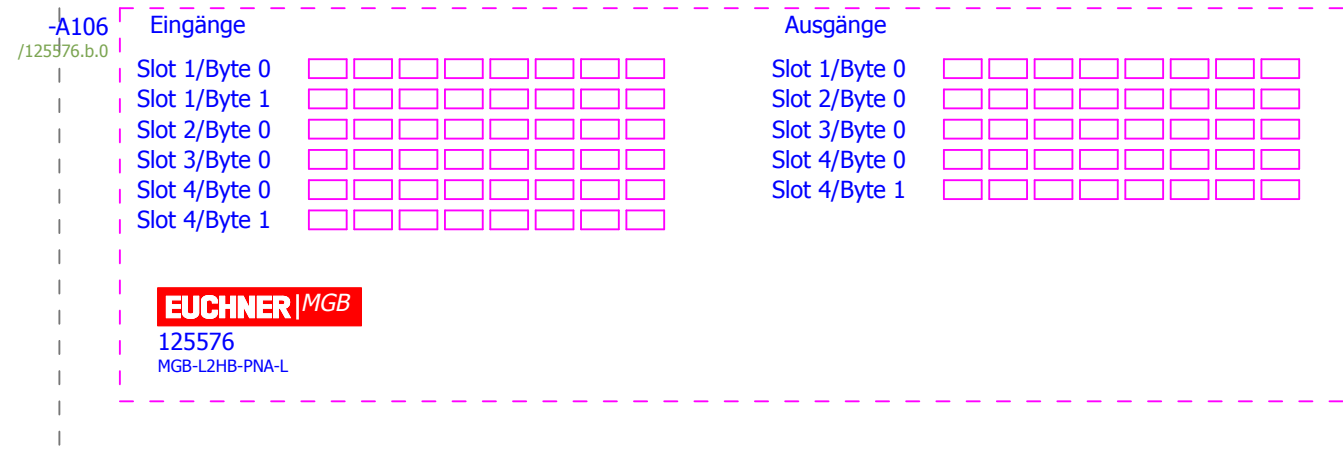 -A106
/125576.b.0
Eingänge
Slot 1/Byte 0
Slot 1/Byte 1
Slot 2/Byte 0
Slot 3/Byte 0
Slot 4/Byte 0
Slot 4/Byte 1
Ausgänge
Slot 1/Byte 0
Slot 2/Byte 0
Slot 3/Byte 0
Slot 4/Byte 0
Slot 4/Byte 1
EUCHNER|MGB
125576
MGB-L2HB-PNA-L